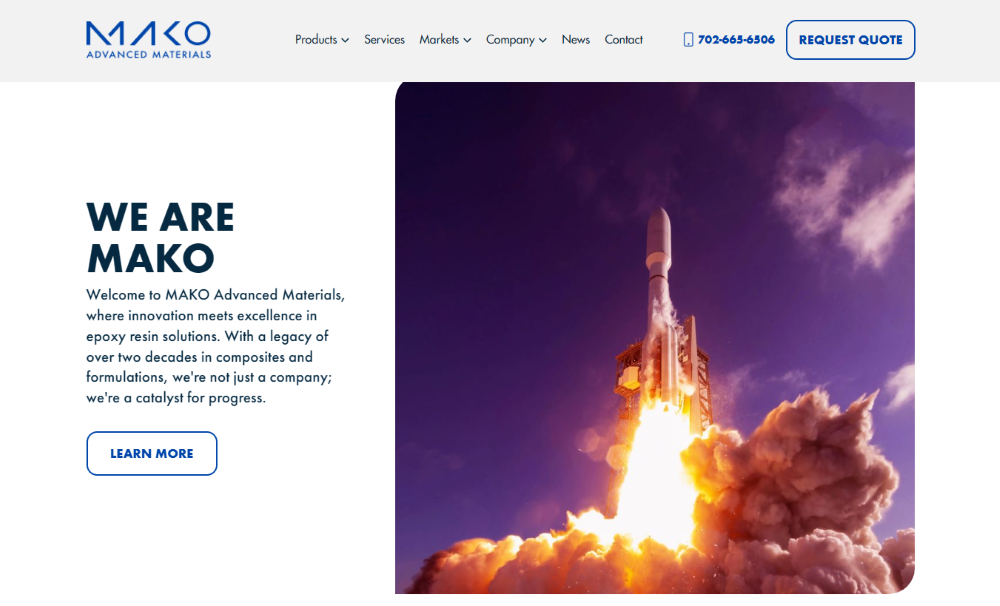 MAKO
ADVANCED MATERIALS
Products
Services
Markets
Company
News
Contact
702-665-6506
REQUEST QUOTE
WE ARE
MAKO
Welcome to MAKO Advanced Materials,
where innovation meets excellence in
epoxy resin solutions. With a legacy of
over two decades in composites and
formulations, we're not just a company;
we're a catalyst for progress.
LEARN MORE